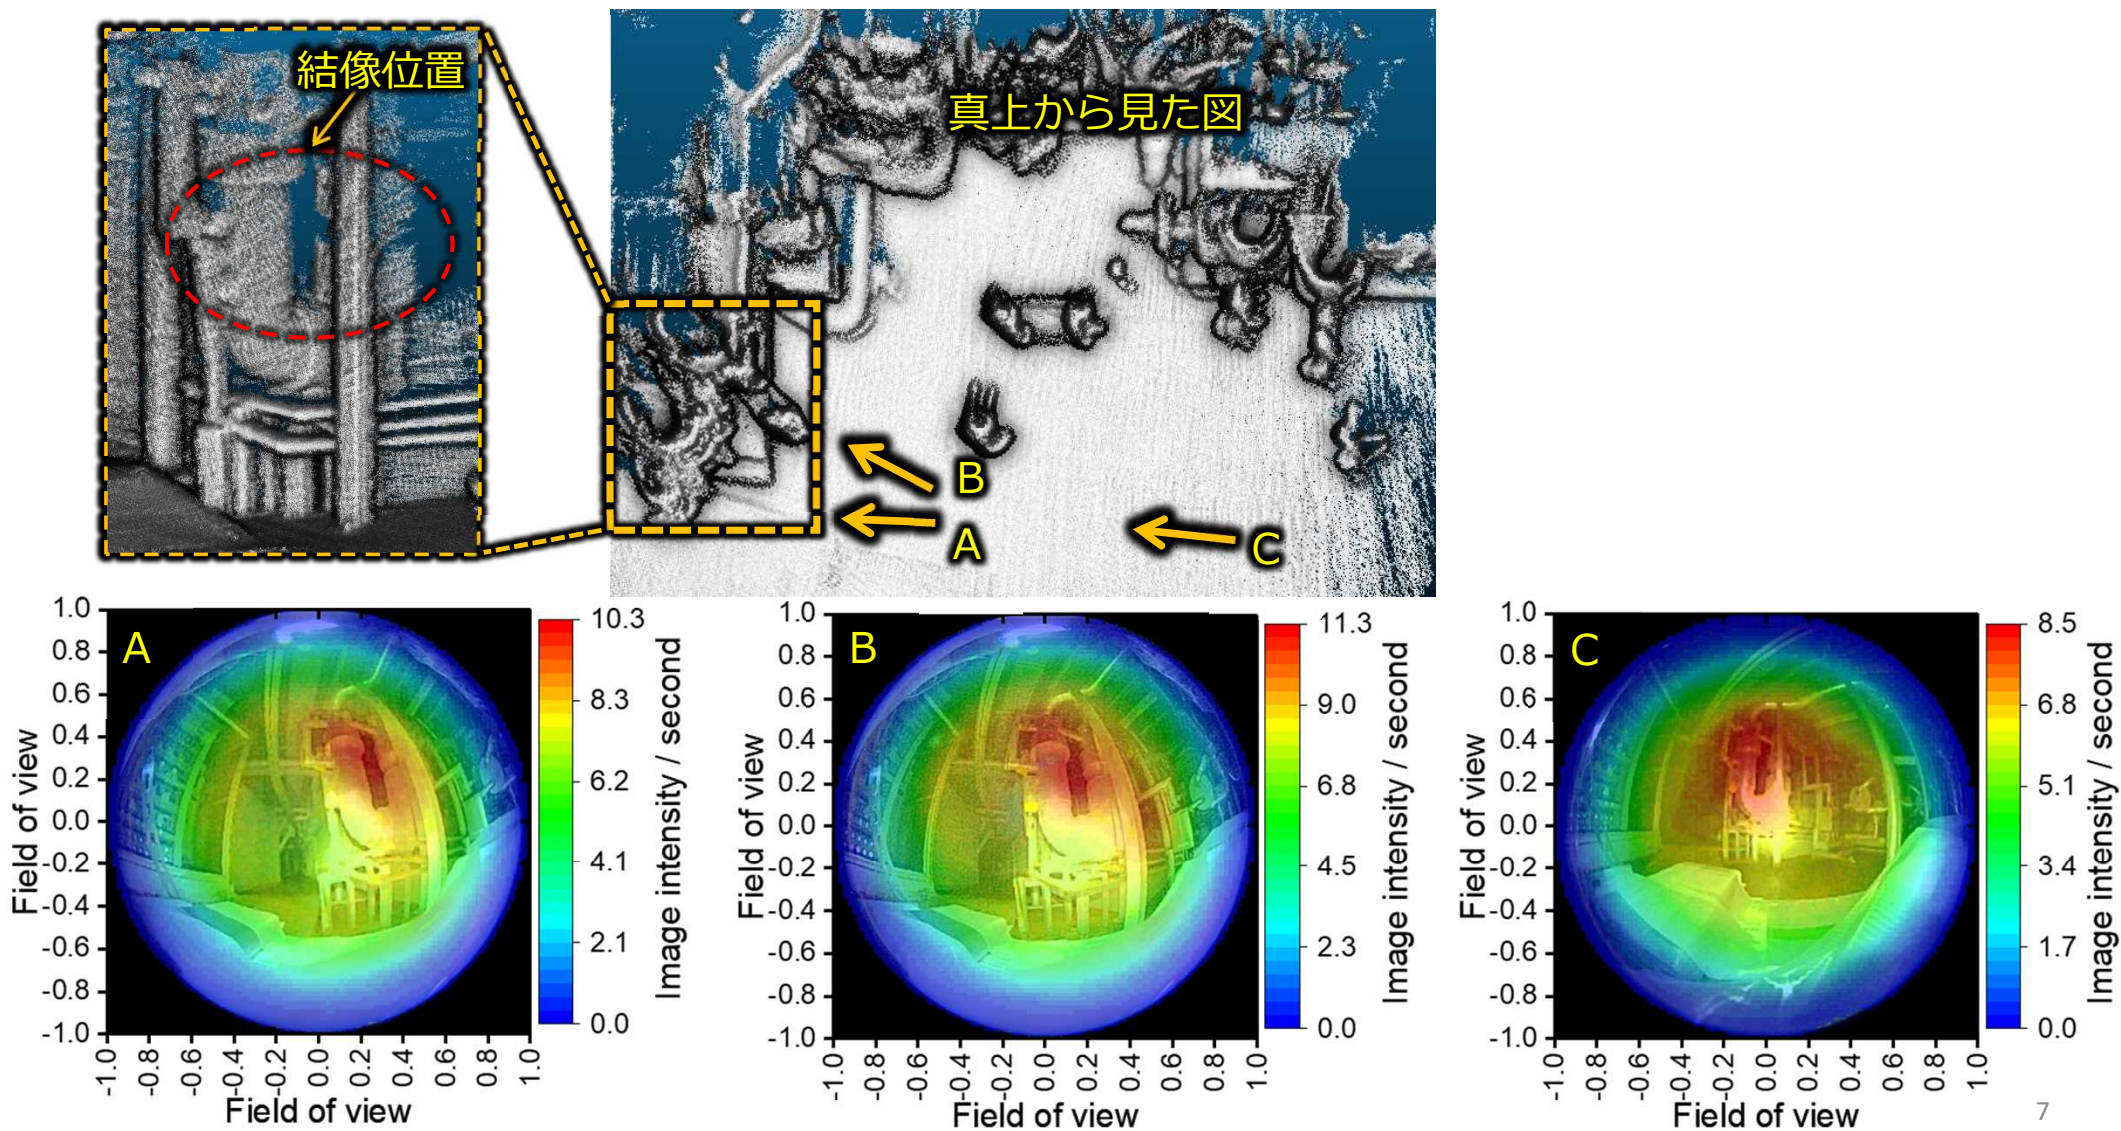 結像位置
真上から見た図
B
A
C
A
1.0
0.8
0.6
0.4
0.2
0.0
-0.2
-0.4
-0.6
-0.8
-1.0
Field of view
-1.0 -0.8 -0.6 -0.4 -0.2 0.0 0.2 0.4 0.6 0.8 1.0
Field of view
10.3
8.3
6.2
4.1
2.1
0.0
Image intensity / second
B
1.0
0.8
0.6
0.4
0.2
0.0
-0.2
-0.4
-0.6
-0.8
-1.0
Field of view
-1.0 -0.8 -0.6 -0.4 -0.2 0.0 0.2 0.4 0.6 0.8 1.0
Field of view
11.3
9.0
6.8
4.5
2.3
0.0
Image intensity / second
C
1.0
0.8
0.6
0.4
0.2
0.0
-0.2
-0.4
-0.6
-0.8
-1.0
Field of view
-1.0 -0.8 -0.6 -0.4 -0.2 0.0 0.2 0.4 0.6 0.8 1.0
Field of view
8.5
6.8
5.1
3.4
1.7
0.0
Image intensity / second
7